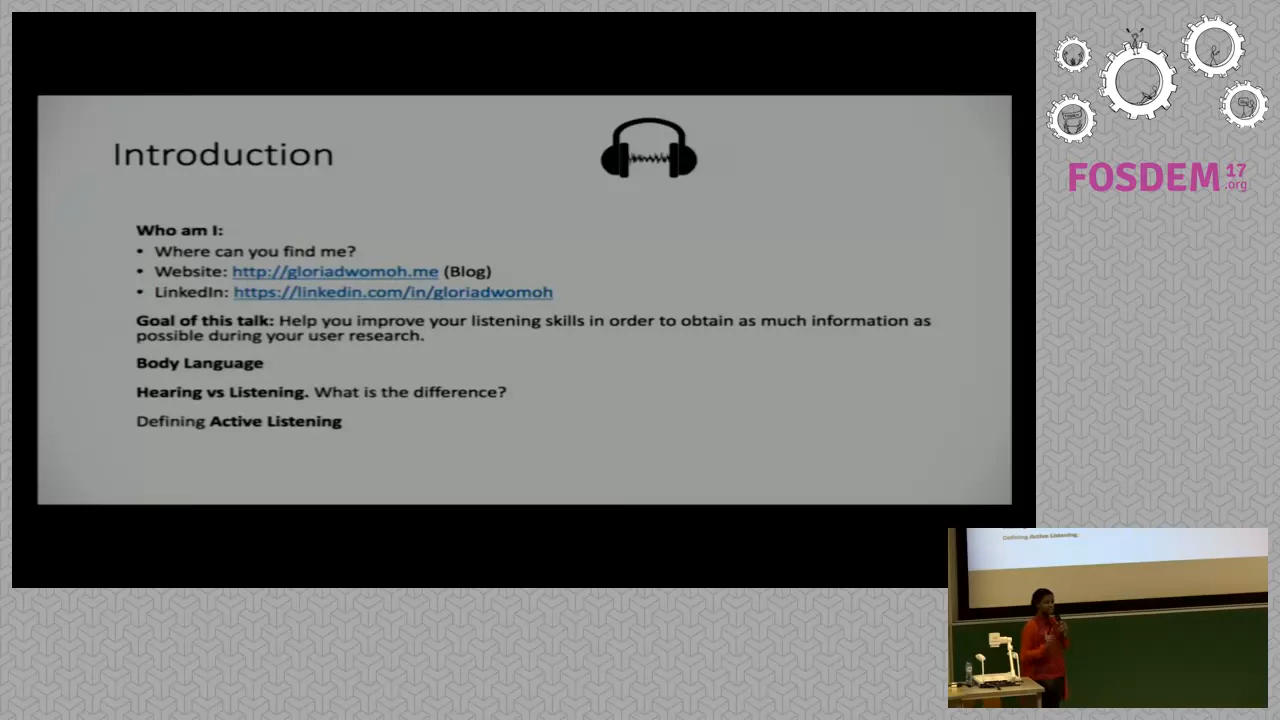 Introduction
Who am I:
• Where can you find me?
• Website: http://gloriadwomoh.me (Blog)
• LinkedIn: https://linkedin.com/in/gloriadwomoh
Goal of this talk: Help you improve your listening skills in order to obtain as much information as
possible during your user research.
Body Language
Hearing vs Listening. What is the difference?
Defining Active Listening
FOSDEM 17
.org
Defining Active Listening